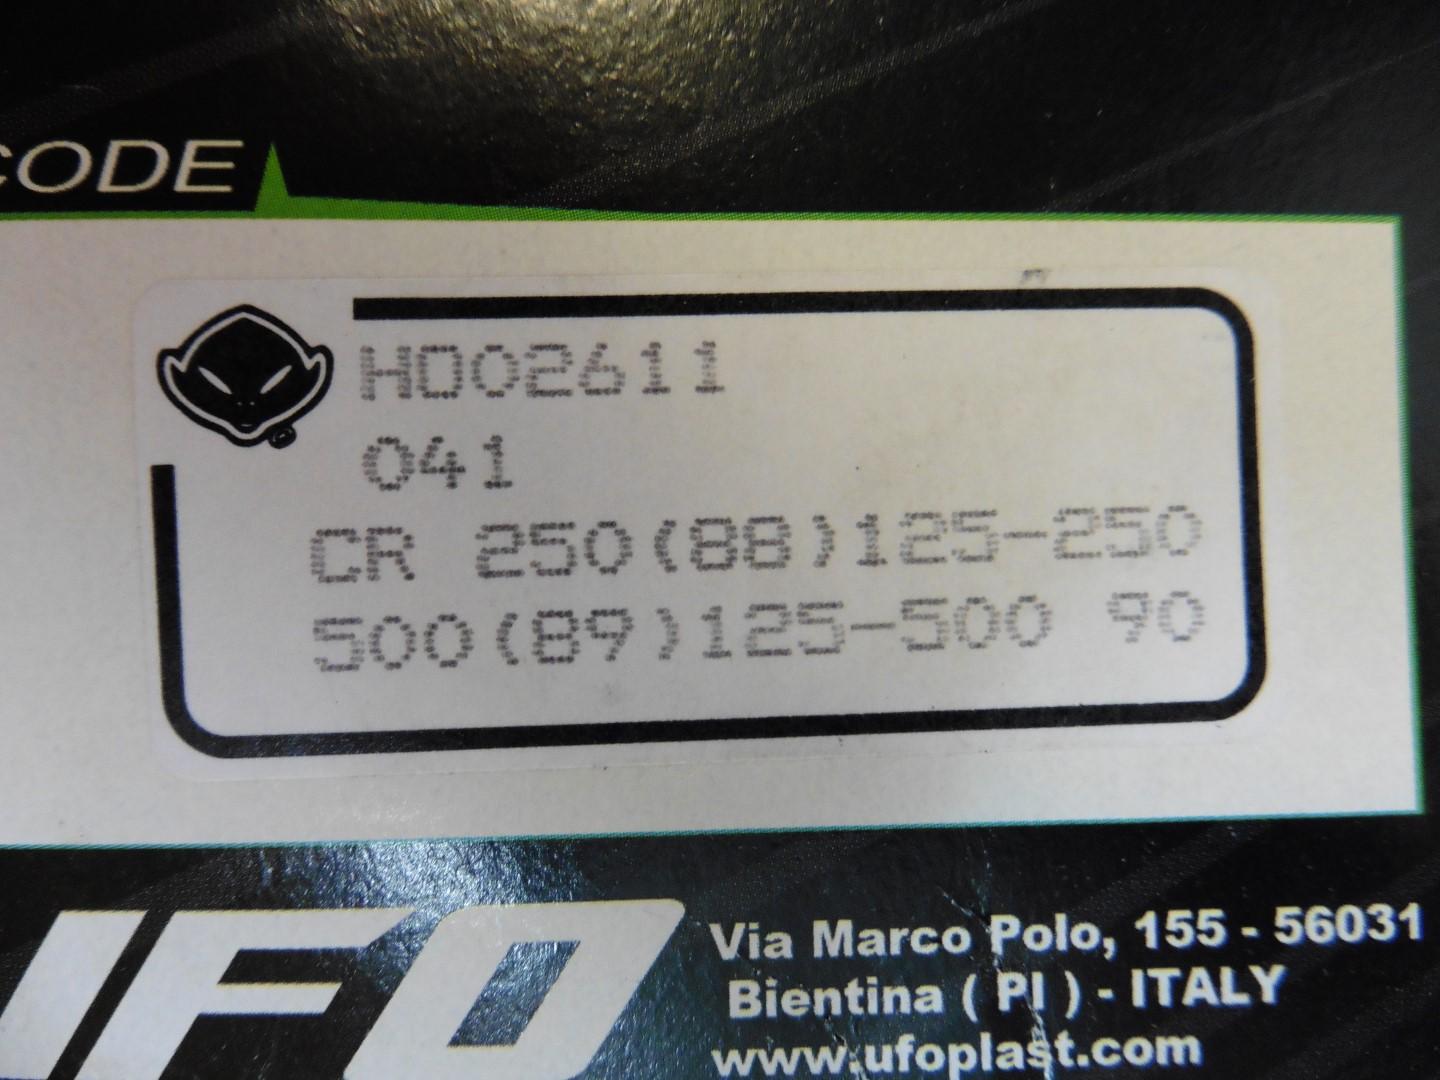 CODE
HO02611
041
CR 250(88)125-250
500(89)125-500 90
UFO
Via Marco Polo, 155 - 56031
Bientina ( PI ) - ITALY
www.ufoplast.com